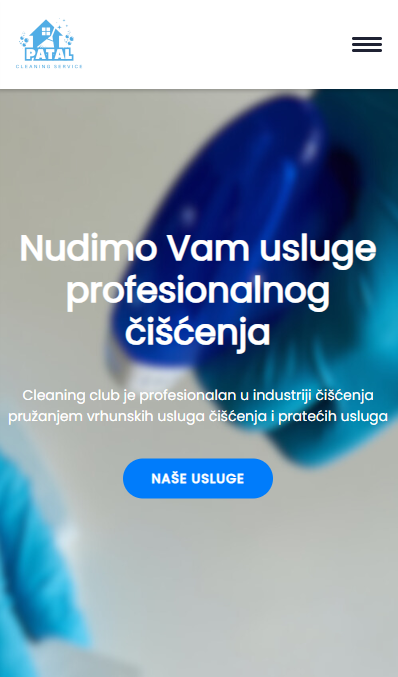 PATAL
CLEANING SERVICE
Nudimo Vam usluge
profesionalnog
čišćenja
Cleaning club je profesionalan u industriji čišćenja
pružanjem vrhunskih usluga čišćenja i pratećih usluga
NAŠE USLUGE